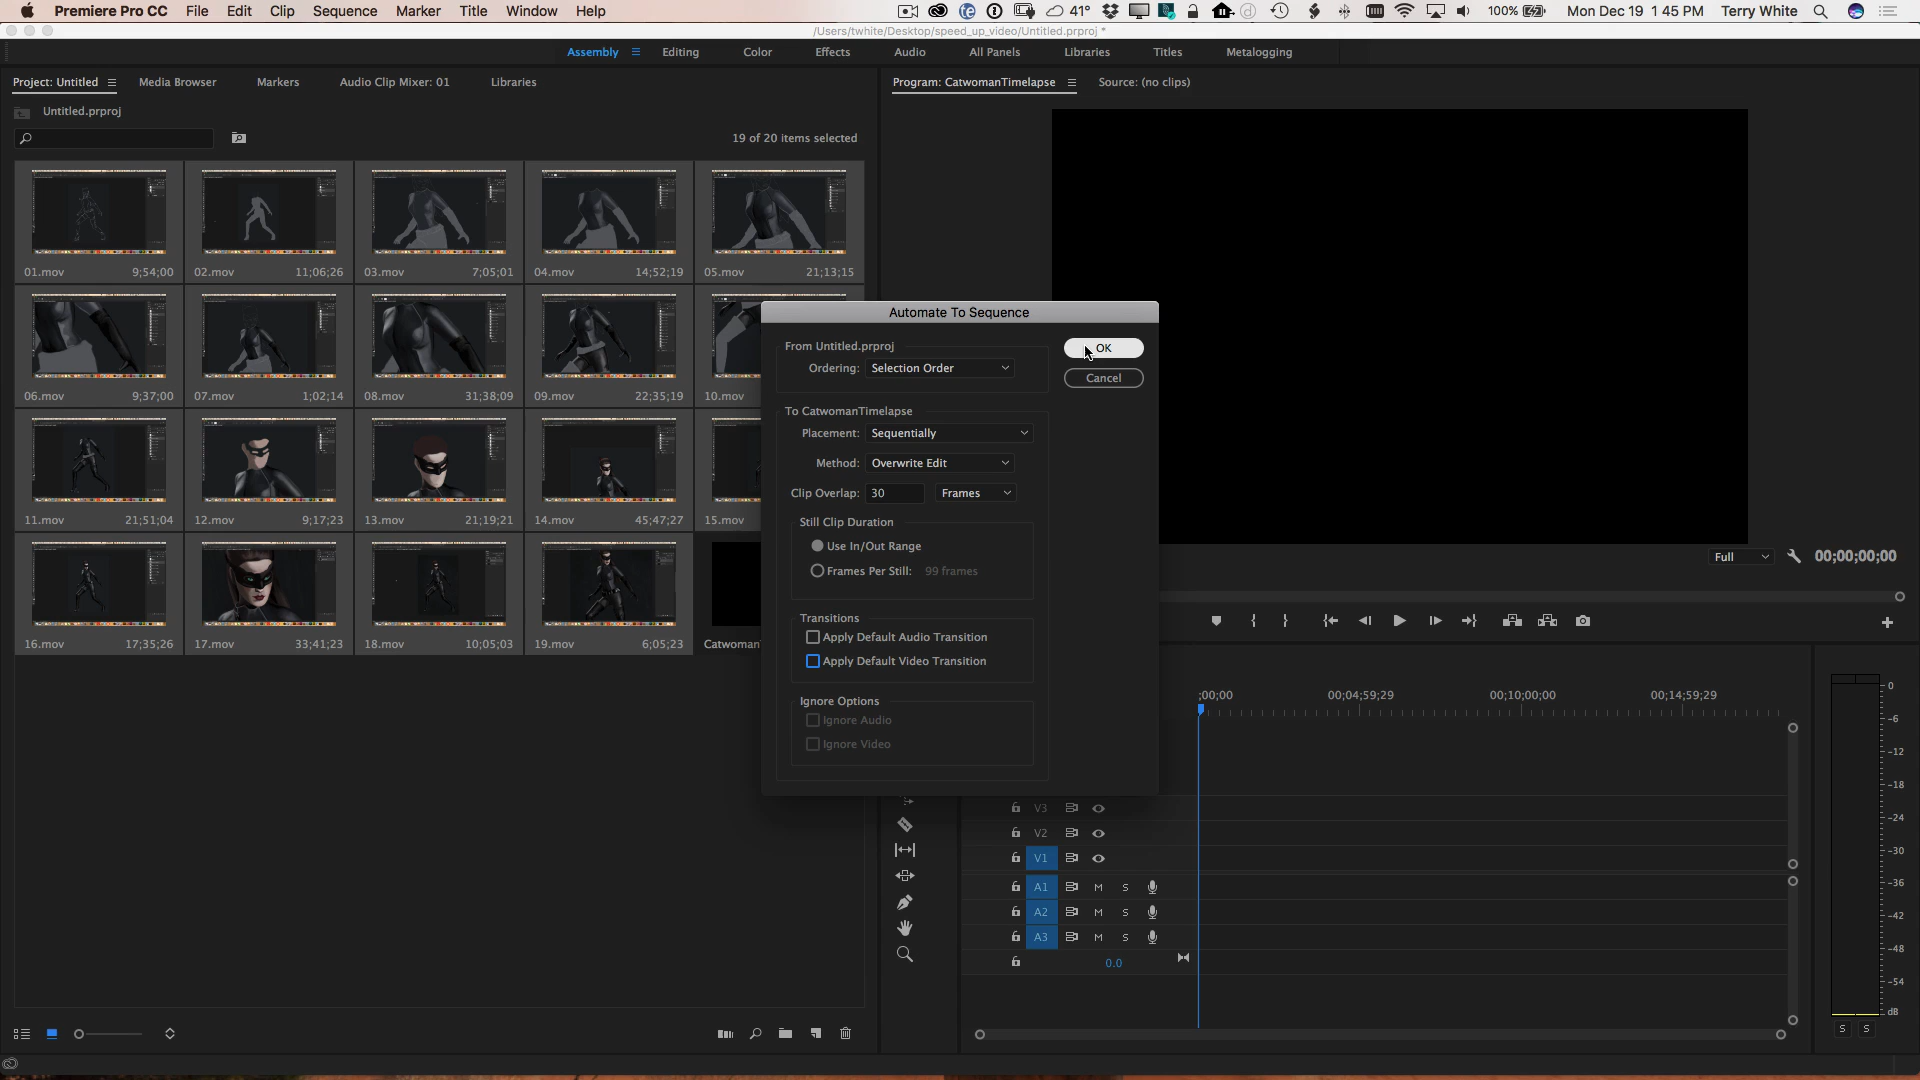 Premiere Pro CC File Edit Clip Sequence Marker Title Window Help 41° 100% Mon Dec 19 1 45 PM Terry White
/Users/twhite/Desktop/speed_up_video/Untitled.prproj *
Assembly Editing Color Effects Audio All Panels Libraries Titles Metalogging
Project: Untitled Media Browser Markers Audio Clip Mixer: 01 Libraries Program: CatwomanTimelapse Source: (no clips)
Untitled.prproj
19 of 20 items selected
01.mov 9;54;00 02.mov 11;06;26 03.mov 7;05;01 04.mov 14;52;19 05.mov 21;13;15
06.mov 9;37;00 07.mov 1;02;14 08.mov 31;38;09 09.mov 22;35;19 10.mov
11.mov 21;51;04 12.mov 9;17;23 13.mov 21;19;21 14.mov 45;47;27 15.mov
16.mov 17;35;26 17.mov 33;41;23 18.mov 10;05;03 19.mov 6;05;23 Catwoman
Automate To Sequence
From Untitled.prproj
OK
Ordering: Selection Order
Cancel
To CatwomanTimelapse
Placement: Sequentially
Method: Overwrite Edit
Clip Overlap: 30 Frames
Still Clip Duration
Use In/Out Range
Frames Per Still: 99 frames
Transitions
Apply Default Audio Transition
Apply Default Video Transition
Ignore Options
Ignore Audio
Ignore Video
Full 00;00;00;00
;00;00 00;04;59;29 00;10;00;00 00;14;59;29
V3
V2
V1
A1 M S
A2 M S
A3 M S
0.0
0
-6
-12
-18
-24
-30
-36
-42
-48
-54
dB
S S